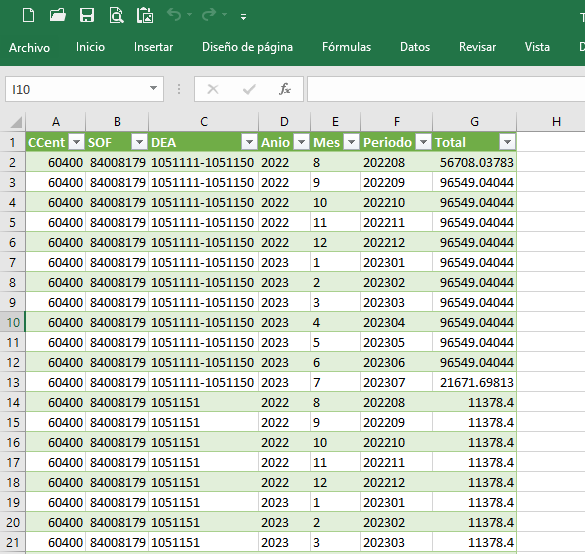 T
Archivo Inicio Insertar Diseño de página Fórmulas Datos Revisar Vista D
I10 fx
A B C D E F G H
1 CCent SOF DEA Anio Mes Periodo Total
2 60400 84008179 1051111-1051150 2022 8 202208 56708.03783
3 60400 84008179 1051111-1051150 2022 9 202209 96549.04044
4 60400 84008179 1051111-1051150 2022 10 202210 96549.04044
5 60400 84008179 1051111-1051150 2022 11 202211 96549.04044
6 60400 84008179 1051111-1051150 2022 12 202212 96549.04044
7 60400 84008179 1051111-1051150 2023 1 202301 96549.04044
8 60400 84008179 1051111-1051150 2023 2 202302 96549.04044
9 60400 84008179 1051111-1051150 2023 3 202303 96549.04044
10 60400 84008179 1051111-1051150 2023 4 202304 96549.04044
11 60400 84008179 1051111-1051150 2023 5 202305 96549.04044
12 60400 84008179 1051111-1051150 2023 6 202306 96549.04044
13 60400 84008179 1051111-1051150 2023 7 202307 21671.69813
14 60400 84008179 1051151 2022 8 202208 11378.4
15 60400 84008179 1051151 2022 9 202209 11378.4
16 60400 84008179 1051151 2022 10 202210 11378.4
17 60400 84008179 1051151 2022 11 202211 11378.4
18 60400 84008179 1051151 2022 12 202212 11378.4
19 60400 84008179 1051151 2023 1 202301 11378.4
20 60400 84008179 1051151 2023 2 202302 11378.4
21 60400 84008179 1051151 2023 3 202303 11378.4